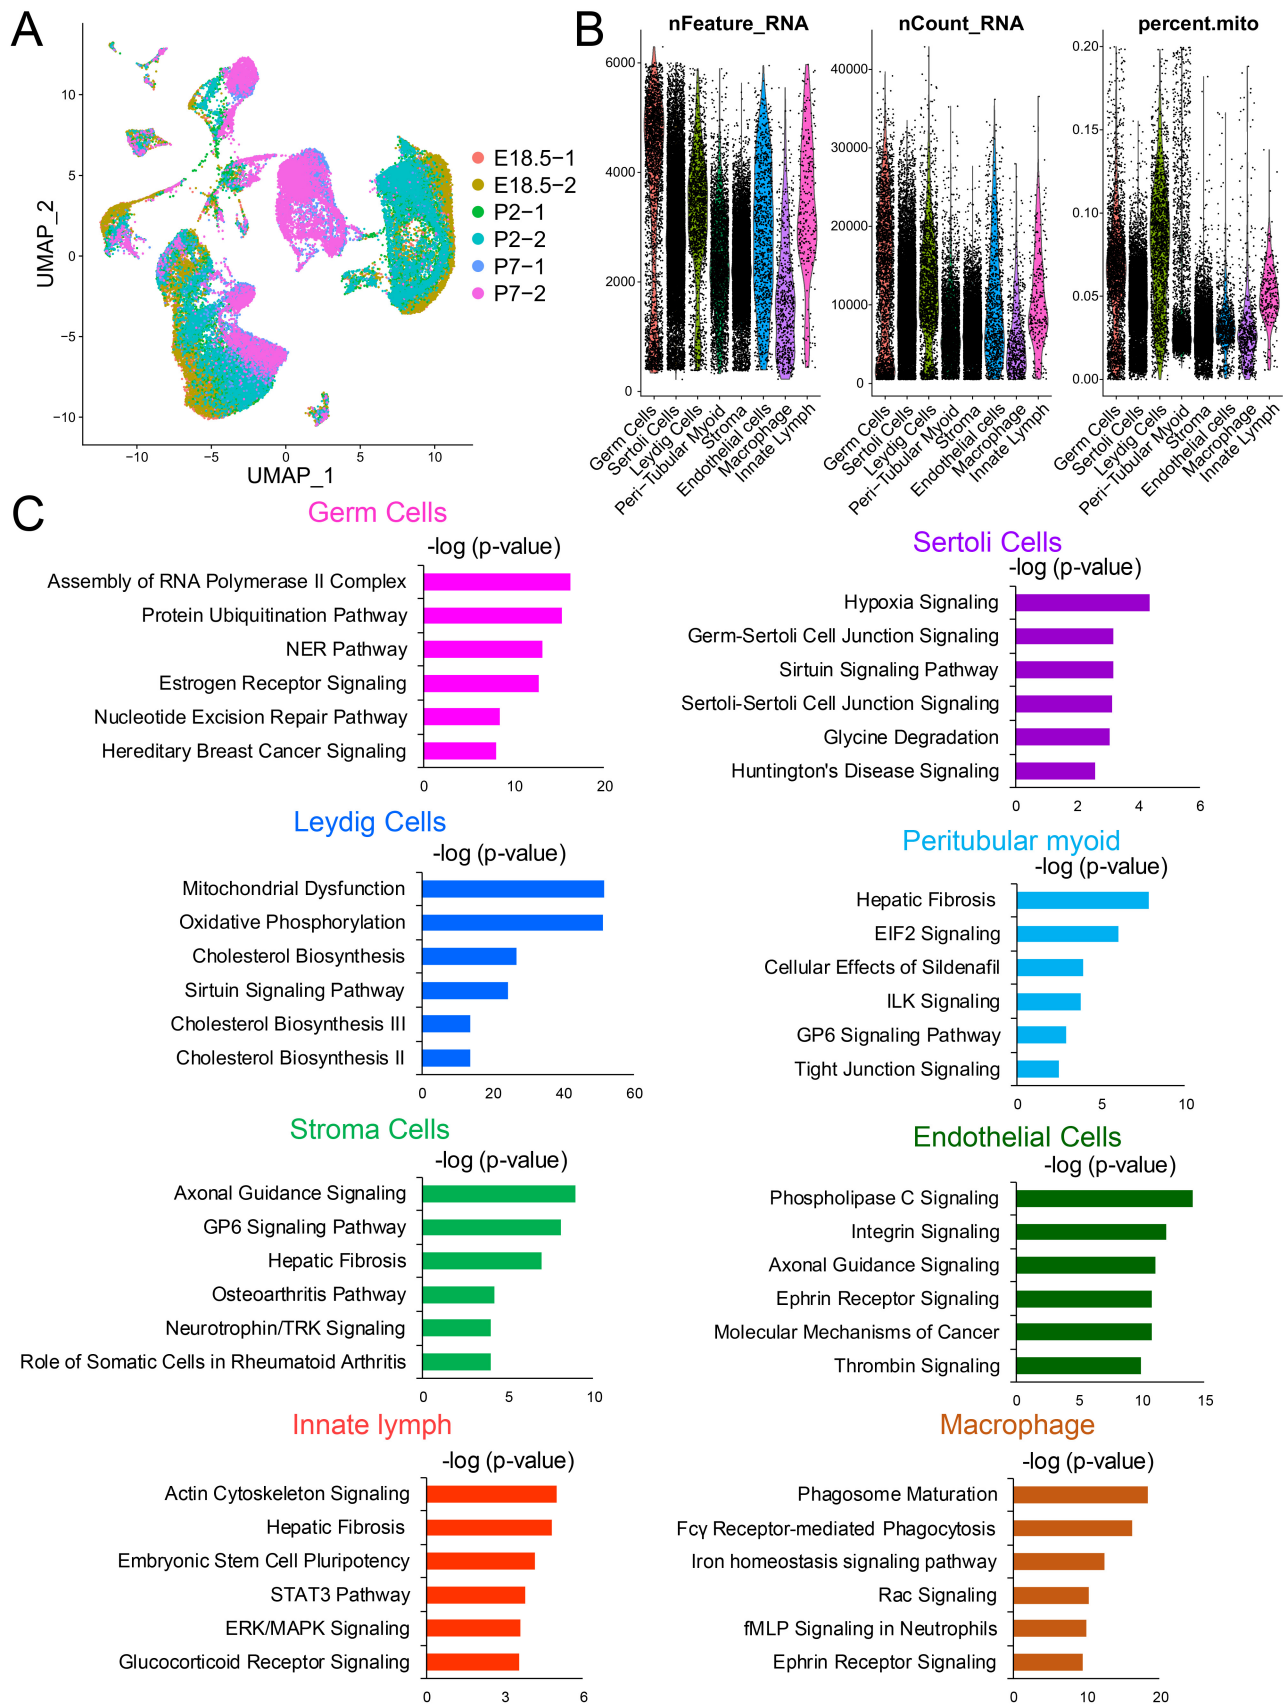 A
UMAP_2
10
5
0
−5
−10
−10
−5
0
5
10
UMAP_1
E18.5−1
E18.5−2
P2−1
P2−2
P7−1
P7−2
B
nFeature_RNA
6000
4000
2000
0
Germ Cells
Sertoli Cells
Leydig Cells
Peri−Tubular Myoid
Stroma
Endothelial cells
Macrophage
Innate Lymph
nCount_RNA
40000
30000
20000
10000
0
Germ Cells
Sertoli Cells
Leydig Cells
Peri−Tubular Myoid
Stroma
Endothelial cells
Macrophage
Innate Lymph
percent.mito
0.20
0.15
0.10
0.05
0.00
Germ Cells
Sertoli Cells
Leydig Cells
Peri−Tubular Myoid
Stroma
Endothelial cells
Macrophage
Innate Lymph
C
Germ Cells
-log (p-value)
Assembly of RNA Polymerase II Complex
Protein Ubiquitination Pathway
NER Pathway
Estrogen Receptor Signaling
Nucleotide Excision Repair Pathway
Hereditary Breast Cancer Signaling
0 10 20
Sertoli Cells
-log (p-value)
Hypoxia Signaling
Germ-Sertoli Cell Junction Signaling
Sirtuin Signaling Pathway
Sertoli-Sertoli Cell Junction Signaling
Glycine Degradation
Huntington's Disease Signaling
0 2 4 6
Leydig Cells
-log (p-value)
Mitochondrial Dysfunction
Oxidative Phosphorylation
Cholesterol Biosynthesis
Sirtuin Signaling Pathway
Cholesterol Biosynthesis III
Cholesterol Biosynthesis II
0 20 40 60
Peritubular myoid
-log (p-value)
Hepatic Fibrosis
EIF2 Signaling
Cellular Effects of Sildenafil
ILK Signaling
GP6 Signaling Pathway
Tight Junction Signaling
0 5 10
Stroma Cells
-log (p-value)
Axonal Guidance Signaling
GP6 Signaling Pathway
Hepatic Fibrosis
Osteoarthritis Pathway
Neurotrophin/TRK Signaling
Role of Somatic Cells in Rheumatoid Arthritis
0 5 10
Endothelial Cells
-log (p-value)
Phospholipase C Signaling
Integrin Signaling
Axonal Guidance Signaling
Ephrin Receptor Signaling
Molecular Mechanisms of Cancer
Thrombin Signaling
0 5 10 15
Innate lymph
-log (p-value)
Actin Cytoskeleton Signaling
Hepatic Fibrosis
Embryonic Stem Cell Pluripotency
STAT3 Pathway
ERK/MAPK Signaling
Glucocorticoid Receptor Signaling
0 3 6
Macrophage
-log (p-value)
Phagosome Maturation
Fcγ Receptor-mediated Phagocytosis
Iron homeostasis signaling pathway
Rac Signaling
fMLP Signaling in Neutrophils
Ephrin Receptor Signaling
0 10 20